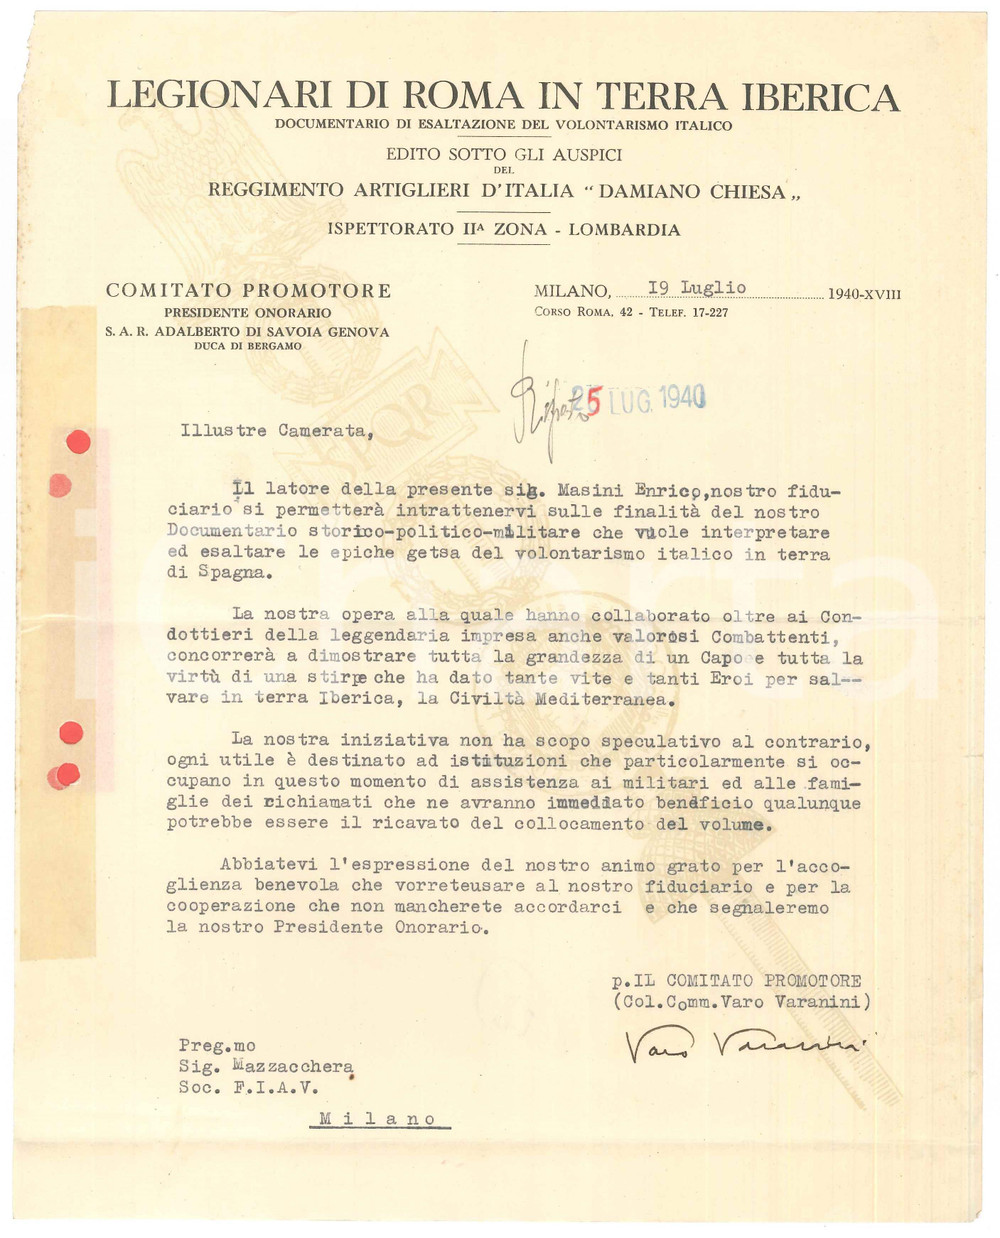 LEGIONARI DI ROMA IN TERRA IBERICA
DOCUMENTARIO DI ESALTAZIONE DEL VOLONTARISMO ITALICO
EDITO SOTTO GLI AUSPICI
DEL
REGGIMENTO ARTIGLIERI D'ITALIA “ DAMIANO CHIESA „
ISPETTORATO IIA ZONA - LOMBARDIA
COMITATO PROMOTORE
PRESIDENTE ONORARIO
S. A. R. ADALBERTO DI SAVOIA GENOVA
DUCA DI BERGAMO
MILANO, 19 Luglio 1940-XVIII
CORSO ROMA, 42 - TELEF. 17-227
25 LUG. 1940
SPQR
Illustre Camerata,
Il latore della presente sig. Masini Enrico,nostro fidu-
ciario si permetterà intrattenervi sulle finalità del nostro
Documentario storico-politico-militare che vuole interpretare
ed esaltare le epiche getsa del volontarismo italico in terra
di Spagna.
La nostra opera alla quale hanno collaborato oltre ai Con-
dottieri della leggendaria impresa anche valorosi Combattenti,
concorrerà a dimostrare tutta la grandezza di un Capo e tutta la
virtù di una stirpe che ha dato tante vite e tanti Eroi per sal--
vare in terra Iberica, la Civiltà Mediterranea.
La nostra iniziativa non ha scopo speculativo al contrario,
ogni utile è destinato ad istituzioni che particolarmente si oc-
cupano in questo momento di assistenza ai militari ed alle fami-
glie dei richiamati che ne avranno immediato beneficio qualunque
potrebbe essere il ricavato del collocamento del volume.
Abbiatevi l'espressione del nostro animo grato per l'acco-
glienza benevola che vorreteusare al nostro fiduciario e per la
cooperazione che non mancherete accordarci e che segnaleremo
la nostro Presidente Onorario.
p.IL COMITATO PROMOTORE
(Col.Comm.Varo Varanini)
Varo Varanini
Preg.mo
Sig. Mazzacchera
Soc. F.I.A.V.
Milano